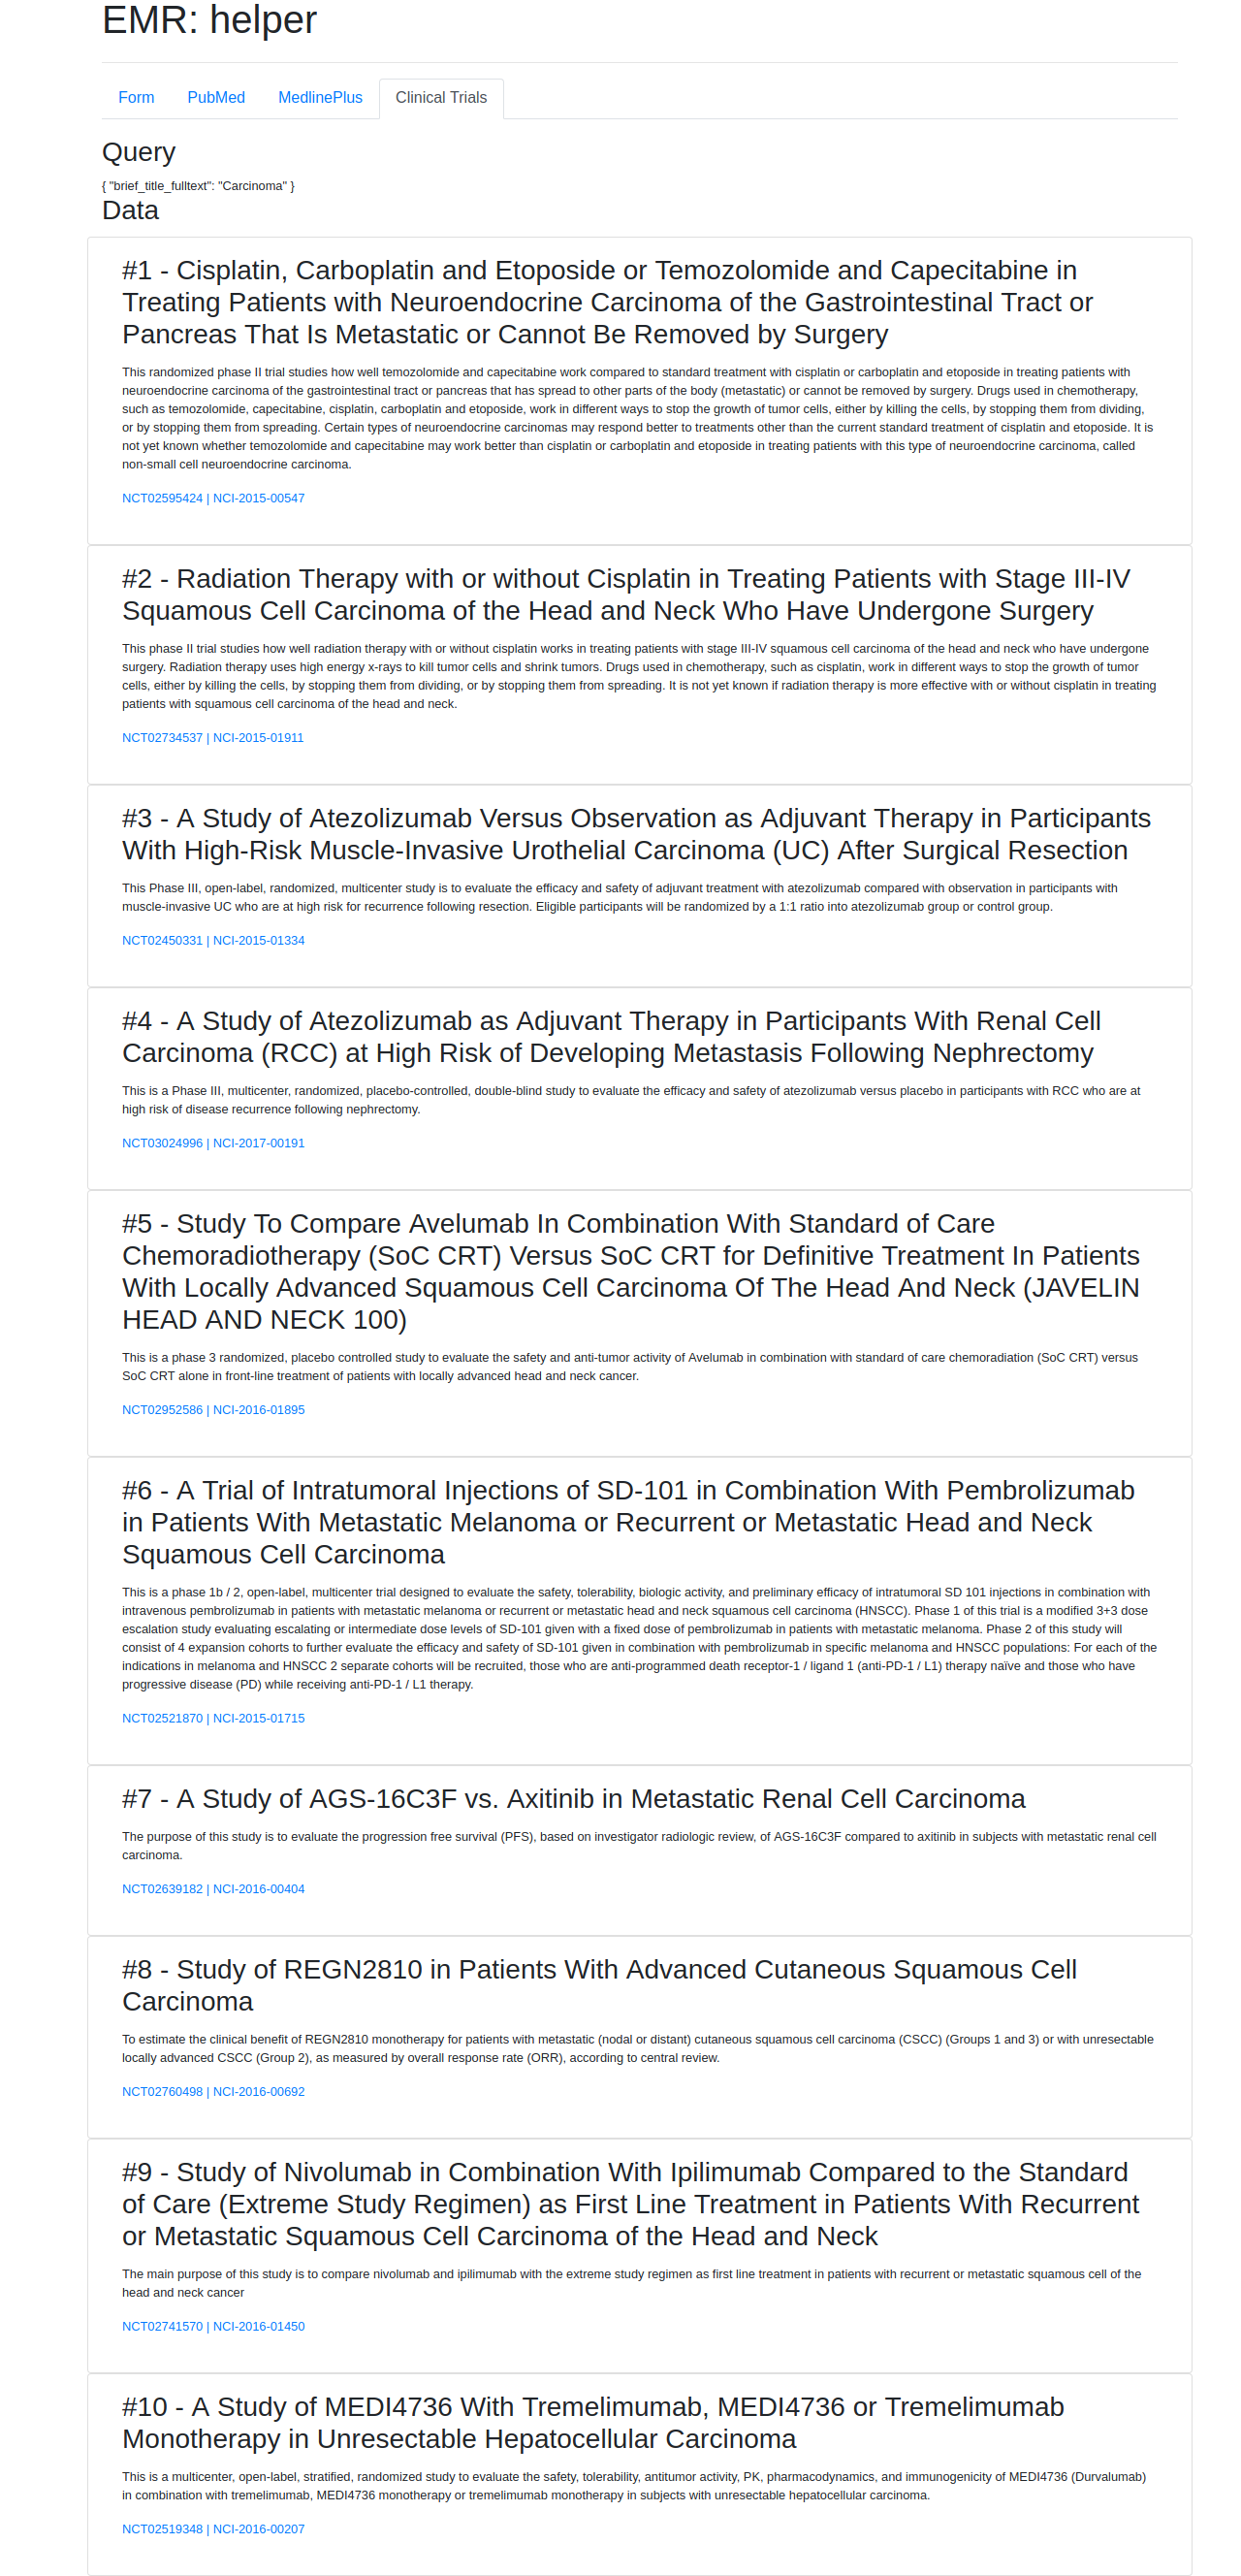 EMR: helper
Form PubMed MedlinePlus Clinical Trials
Query
{ "brief_title_fulltext": "Carcinoma" }
Data
#1 - Cisplatin, Carboplatin and Etoposide or Temozolomide and Capecitabine in
Treating Patients with Neuroendocrine Carcinoma of the Gastrointestinal Tract or
Pancreas That Is Metastatic or Cannot Be Removed by Surgery
This randomized phase II trial studies how well temozolomide and capecitabine work compared to standard treatment with cisplatin or carboplatin and etoposide in treating patients with
neuroendocrine carcinoma of the gastrointestinal tract or pancreas that has spread to other parts of the body (metastatic) or cannot be removed by surgery. Drugs used in chemotherapy,
such as temozolomide, capecitabine, cisplatin, carboplatin and etoposide, work in different ways to stop the growth of tumor cells, either by killing the cells, by stopping them from dividing,
or by stopping them from spreading. Certain types of neuroendocrine carcinomas may respond better to treatments other than the current standard treatment of cisplatin and etoposide. It is
not yet known whether temozolomide and capecitabine may work better than cisplatin or carboplatin and etoposide in treating patients with this type of neuroendocrine carcinoma, called
non-small cell neuroendocrine carcinoma.
NCT02595424 | NCI-2015-00547
#2 - Radiation Therapy with or without Cisplatin in Treating Patients with Stage III-IV
Squamous Cell Carcinoma of the Head and Neck Who Have Undergone Surgery
This phase II trial studies how well radiation therapy with or without cisplatin works in treating patients with stage III-IV squamous cell carcinoma of the head and neck who have undergone
surgery. Radiation therapy uses high energy x-rays to kill tumor cells and shrink tumors. Drugs used in chemotherapy, such as cisplatin, work in different ways to stop the growth of tumor
cells, either by killing the cells, by stopping them from dividing, or by stopping them from spreading. It is not yet known if radiation therapy is more effective with or without cisplatin in treating
patients with squamous cell carcinoma of the head and neck.
NCT02734537 | NCI-2015-01911
#3 - A Study of Atezolizumab Versus Observation as Adjuvant Therapy in Participants
With High-Risk Muscle-Invasive Urothelial Carcinoma (UC) After Surgical Resection
This Phase III, open-label, randomized, multicenter study is to evaluate the efficacy and safety of adjuvant treatment with atezolizumab compared with observation in participants with
muscle-invasive UC who are at high risk for recurrence following resection. Eligible participants will be randomized by a 1:1 ratio into atezolizumab group or control group.
NCT02450331 | NCI-2015-01334
#4 - A Study of Atezolizumab as Adjuvant Therapy in Participants With Renal Cell
Carcinoma (RCC) at High Risk of Developing Metastasis Following Nephrectomy
This is a Phase III, multicenter, randomized, placebo-controlled, double-blind study to evaluate the efficacy and safety of atezolizumab versus placebo in participants with RCC who are at
high risk of disease recurrence following nephrectomy.
NCT03024996 | NCI-2017-00191
#5 - Study To Compare Avelumab In Combination With Standard of Care
Chemoradiotherapy (SoC CRT) Versus SoC CRT for Definitive Treatment In Patients
With Locally Advanced Squamous Cell Carcinoma Of The Head And Neck (JAVELIN
HEAD AND NECK 100)
This is a phase 3 randomized, placebo controlled study to evaluate the safety and anti-tumor activity of Avelumab in combination with standard of care chemoradiation (SoC CRT) versus
SoC CRT alone in front-line treatment of patients with locally advanced head and neck cancer.
NCT02952586 | NCI-2016-01895
#6 - A Trial of Intratumoral Injections of SD-101 in Combination With Pembrolizumab
in Patients With Metastatic Melanoma or Recurrent or Metastatic Head and Neck
Squamous Cell Carcinoma
This is a phase 1b / 2, open-label, multicenter trial designed to evaluate the safety, tolerability, biologic activity, and preliminary efficacy of intratumoral SD 101 injections in combination with
intravenous pembrolizumab in patients with metastatic melanoma or recurrent or metastatic head and neck squamous cell carcinoma (HNSCC). Phase 1 of this trial is a modified 3+3 dose
escalation study evaluating escalating or intermediate dose levels of SD-101 given with a fixed dose of pembrolizumab in patients with metastatic melanoma. Phase 2 of this study will
consist of 4 expansion cohorts to further evaluate the efficacy and safety of SD-101 given in combination with pembrolizumab in specific melanoma and HNSCC populations: For each of the
indications in melanoma and HNSCC 2 separate cohorts will be recruited, those who are anti-programmed death receptor-1 / ligand 1 (anti-PD-1 / L1) therapy naïve and those who have
progressive disease (PD) while receiving anti-PD-1 / L1 therapy.
NCT02521870 | NCI-2015-01715
#7 - A Study of AGS-16C3F vs. Axitinib in Metastatic Renal Cell Carcinoma
The purpose of this study is to evaluate the progression free survival (PFS), based on investigator radiologic review, of AGS-16C3F compared to axitinib in subjects with metastatic renal cell
carcinoma.
NCT02639182 | NCI-2016-00404
#8 - Study of REGN2810 in Patients With Advanced Cutaneous Squamous Cell
Carcinoma
To estimate the clinical benefit of REGN2810 monotherapy for patients with metastatic (nodal or distant) cutaneous squamous cell carcinoma (CSCC) (Groups 1 and 3) or with unresectable
locally advanced CSCC (Group 2), as measured by overall response rate (ORR), according to central review.
NCT02760498 | NCI-2016-00692
#9 - Study of Nivolumab in Combination With Ipilimumab Compared to the Standard
of Care (Extreme Study Regimen) as First Line Treatment in Patients With Recurrent
or Metastatic Squamous Cell Carcinoma of the Head and Neck
The main purpose of this study is to compare nivolumab and ipilimumab with the extreme study regimen as first line treatment in patients with recurrent or metastatic squamous cell of the
head and neck cancer
NCT02741570 | NCI-2016-01450
#10 - A Study of MEDI4736 With Tremelimumab, MEDI4736 or Tremelimumab
Monotherapy in Unresectable Hepatocellular Carcinoma
This is a multicenter, open-label, stratified, randomized study to evaluate the safety, tolerability, antitumor activity, PK, pharmacodynamics, and immunogenicity of MEDI4736 (Durvalumab)
in combination with tremelimumab, MEDI4736 monotherapy or tremelimumab monotherapy in subjects with unresectable hepatocellular carcinoma.
NCT02519348 | NCI-2016-00207